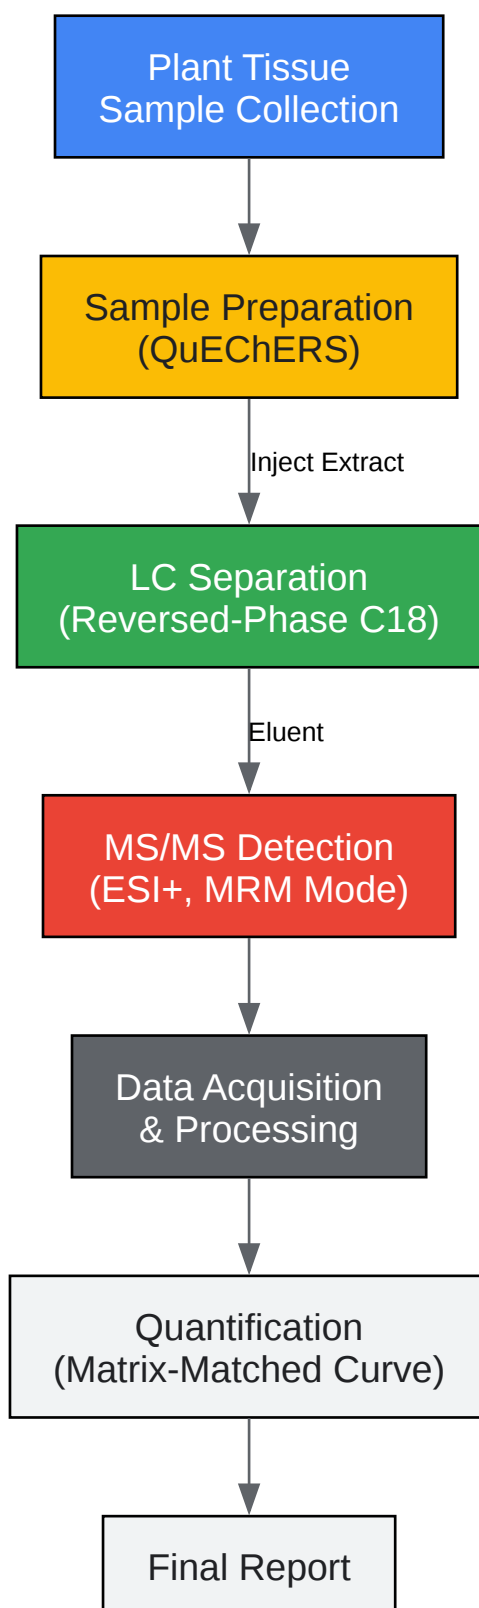 Plant Tissue
Sample Collection
Sample Preparation
(QuEChERS)
Inject Extract
LC Separation
(Reversed-Phase C18)
Eluent
MS/MS Detection
(ESI+, MRM Mode)
Data Acquisition
& Processing
Quantification
(Matrix-Matched Curve)
Final Report